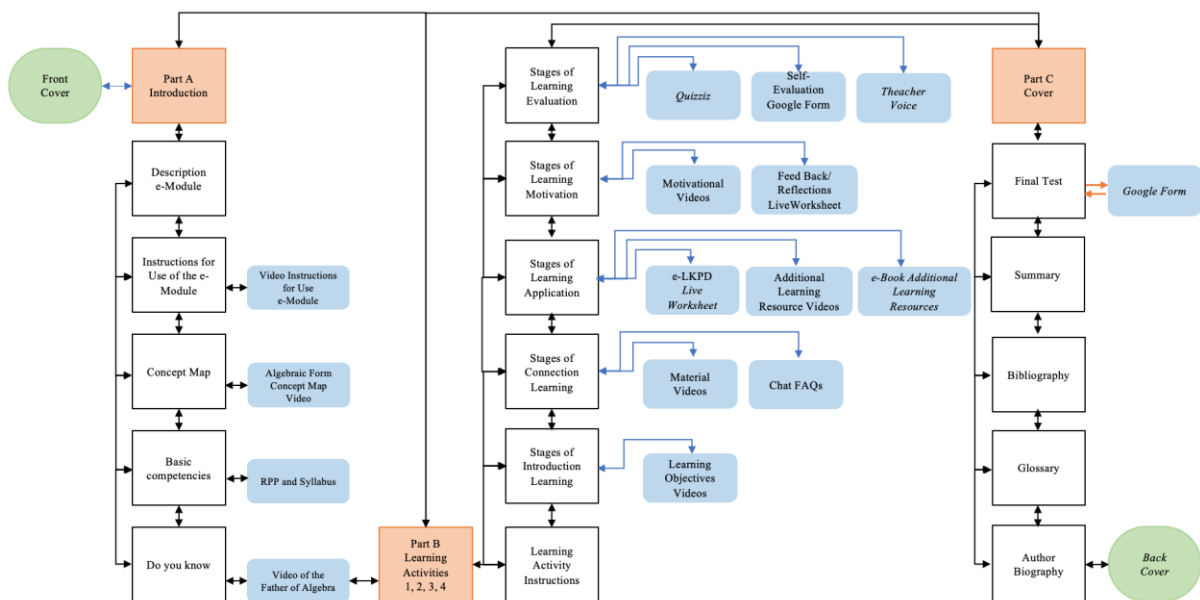 Front
Cover
Part A
Introduction
Description
e-Module
Instructions for
Use of the e-
Module
Video Instructions
for Use
e-Module
Concept Map
Algebraic Form
Concept Map
Video
Basic
competencies
RPP and Syllabus
Do you know
Video of the
Father of Algebra
Part B
Learning
Activities
1, 2, 3, 4
Stages of
Learning
Evaluation
Quizziz
Self-
Evaluation
Google Form
Theacher
Voice
Stages of
Learning
Motivation
Motivational
Videos
Feed Back/
Reflections
LiveWorksheet
Stages of
Learning
Application
e-LKPD
Live
Worksheet
Additional
Learning
Resource Videos
e-Book Additional
Learning
Resources
Stages of
Connection
Learning
Material
Videos
Chat FAQs
Stages of
Introduction
Learning
Learning
Objectives
Videos
Learning
Activity
Instructions
Part C
Cover
Final Test
Google Form
Summary
Bibliography
Glossary
Author
Biography
Back
Cover